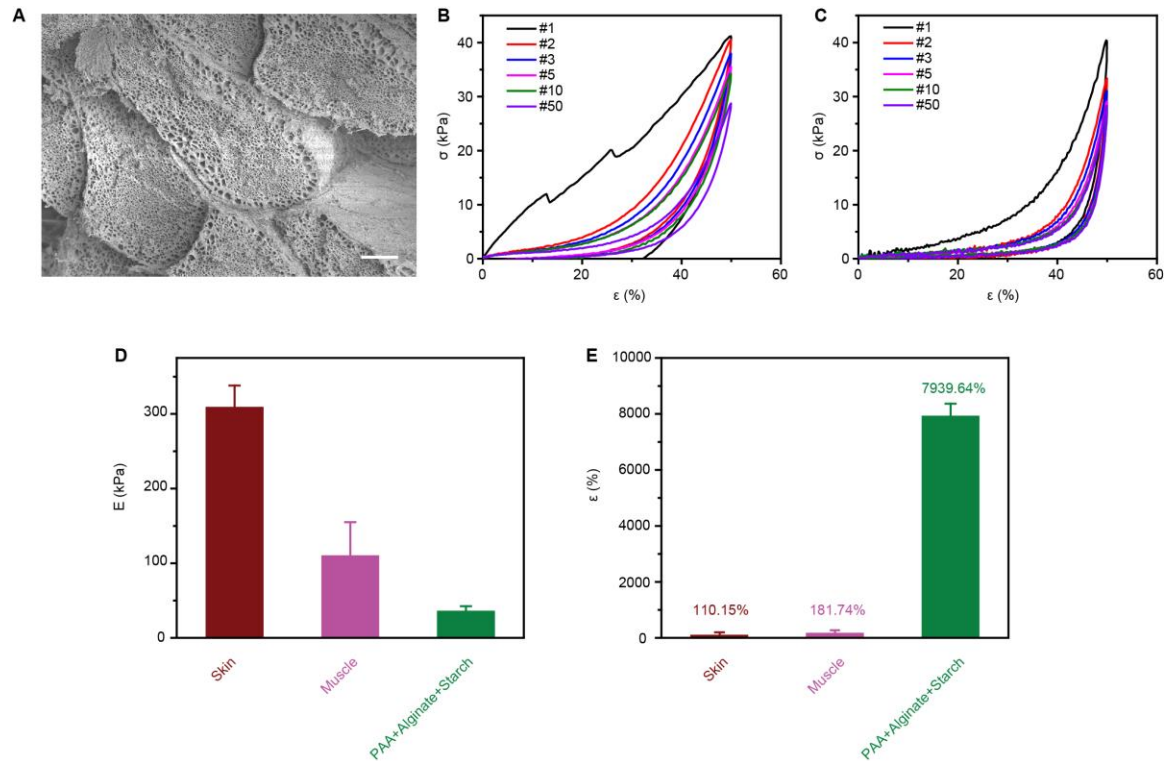 A
B
C
#1
#2
#3
#5
#10
#50
σ (kPa)
40
30
20
10
0
0
20
40
60
ε (%)
#1
#2
#3
#5
#10
#50
σ (kPa)
40
30
20
10
0
0
20
40
60
ε (%)
D
E (kPa)
300
200
100
0
Skin
Muscle
PAA+Alginate+Starch
E
ε (%)
10000
8000
6000
4000
2000
0
110.15%
181.74%
7939.64%
Skin
Muscle
PAA+Alginate+Starch